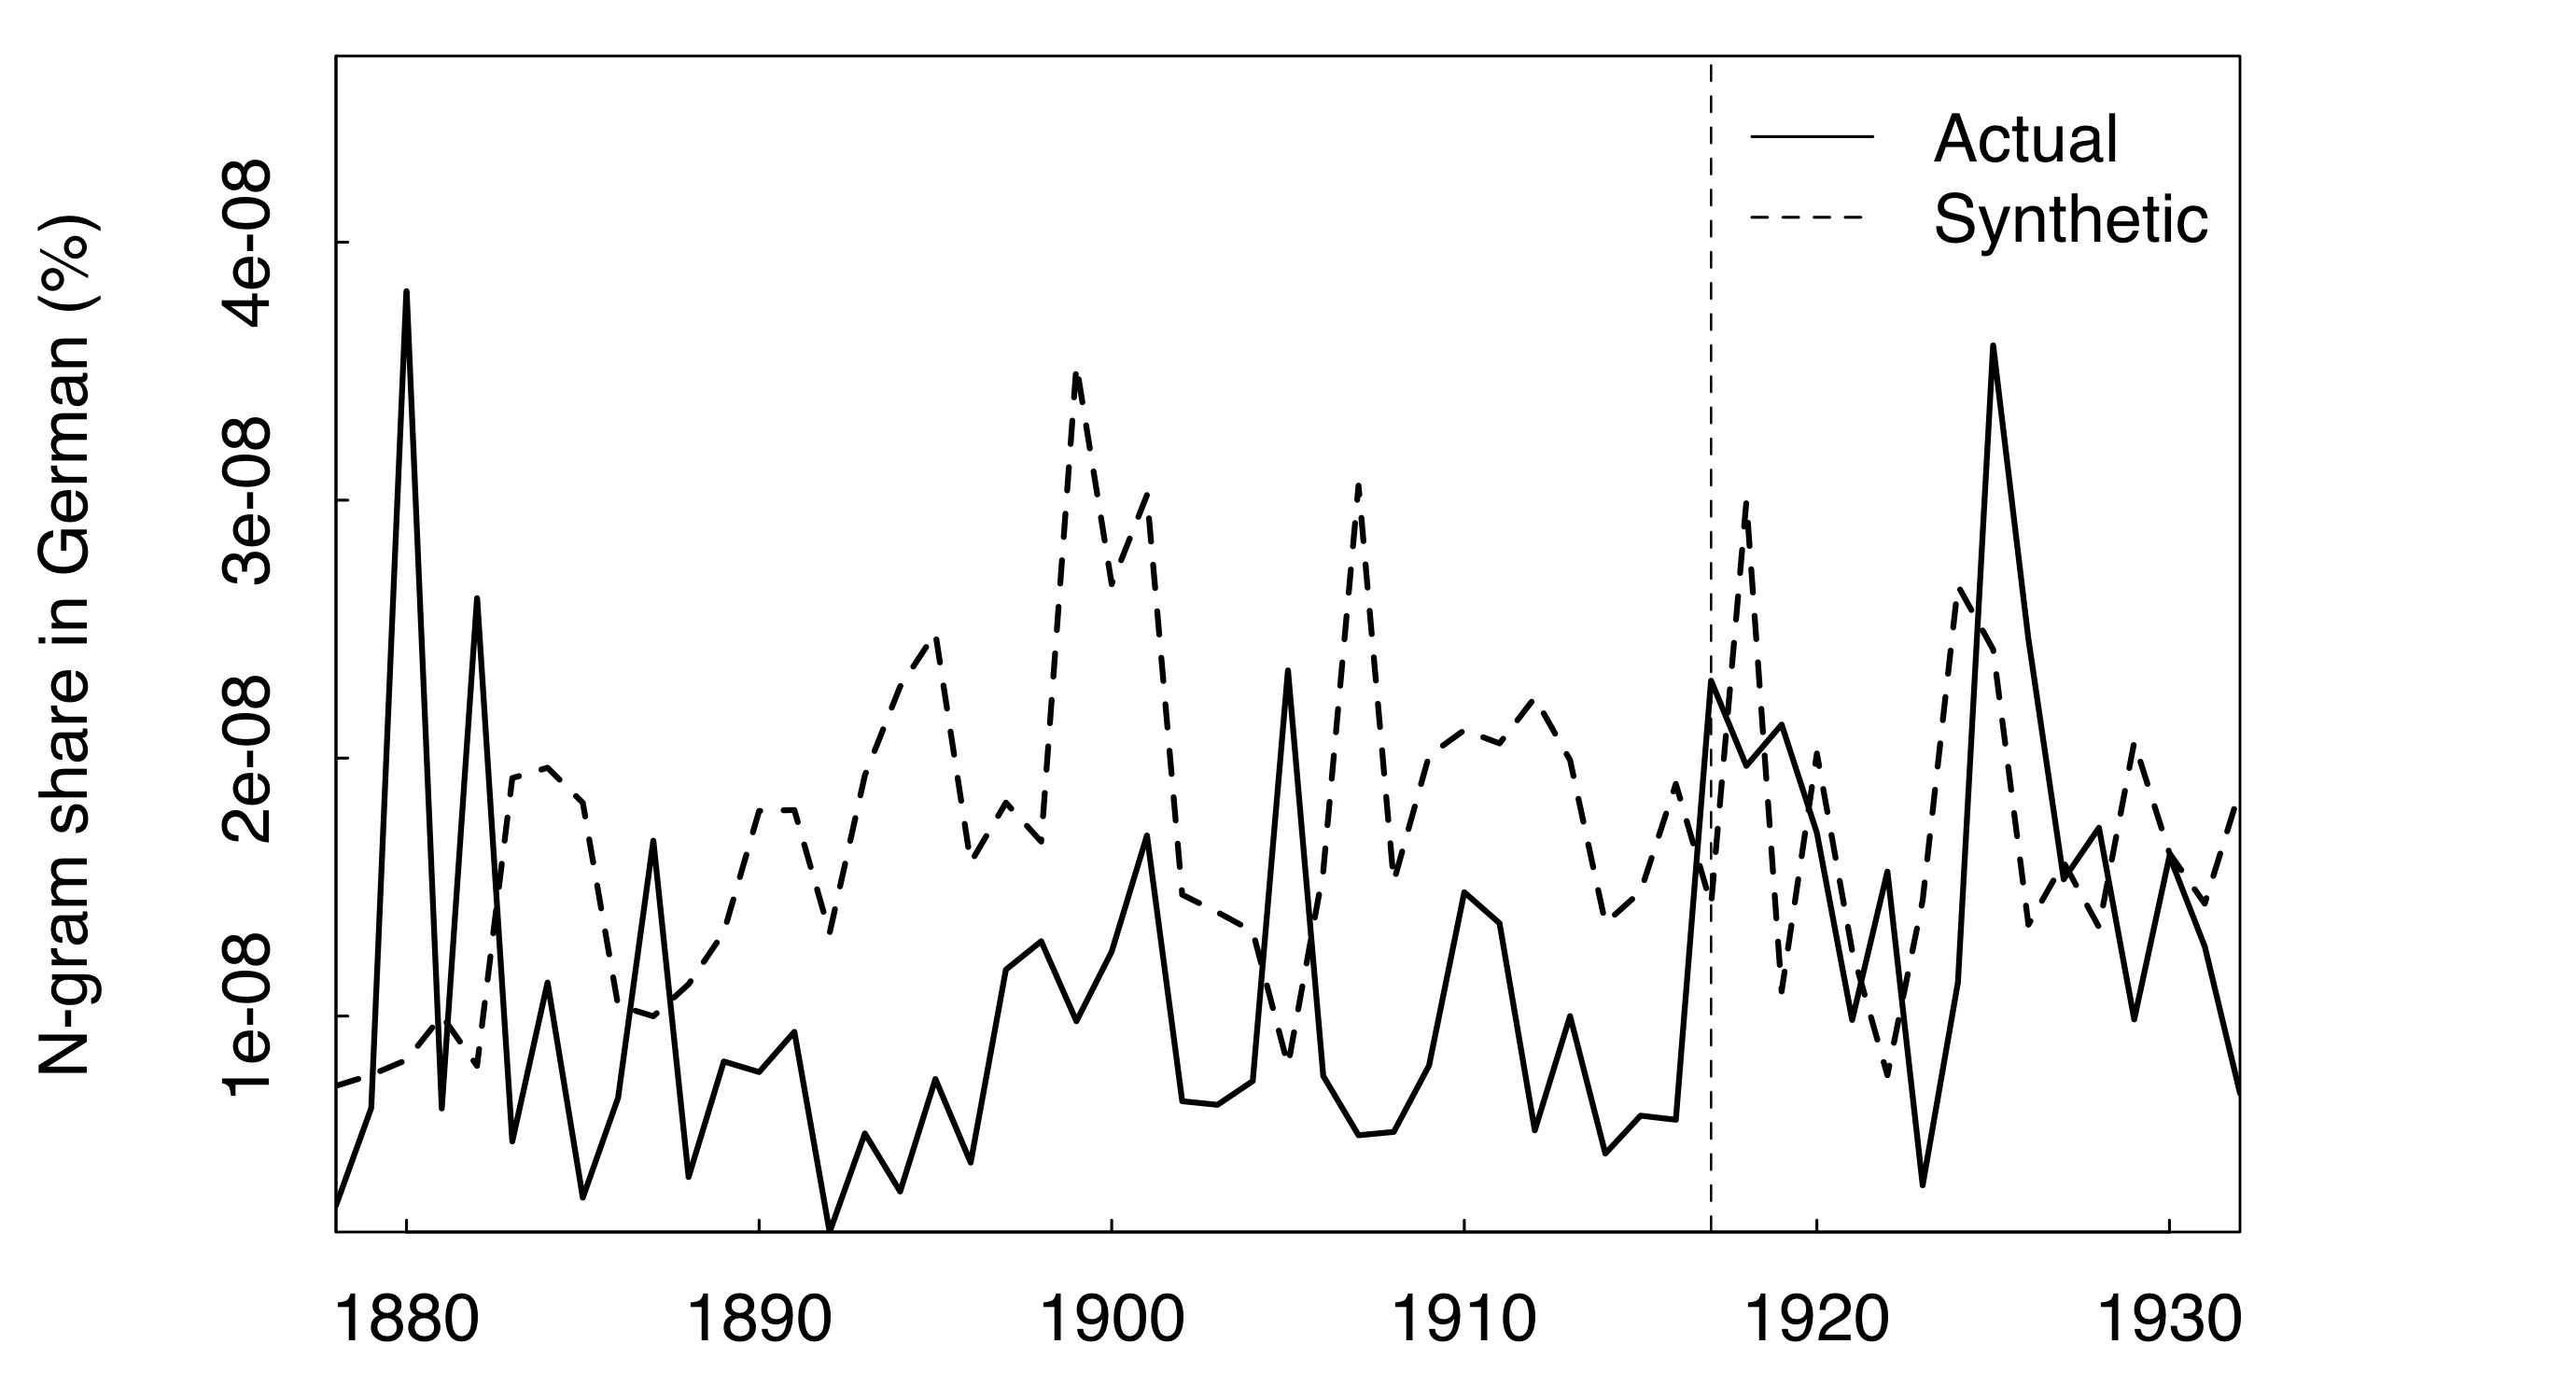 N-gram share in German (%)
4e-08
3e-08
2e-08
1e-08
Actual
Synthetic
1880 1890 1900 1910 1920 1930